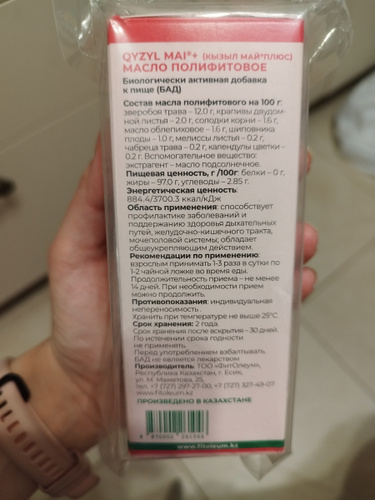 QYZYL MAI®+ (КЫЗЫЛ МАЙ®ПЛЮС)
МАСЛО ПОЛИФИТОВОЕ
Биологически активная добавка
к пище (БАД)
Состав масла полифитового на 100 г:
зверобоя трава – 12.0 г, крапивы двудом-
ной листья – 2.0 г, солодки корни – 1.6 г,
масло облепиховое – 1.6 г, шиповника
плоды – 1.0 г, мелиссы листья – 0.2 г,
чабреца трава – 0.2 г, календулы цветки –
0.2 г. Вспомогательное вещество:
экстрагент – масло подсолнечное.
Пищевая ценность, г /100г: белки – 0 г,
жиры – 97.0 г, углеводы – 2.85 г.
Энергетическая ценность:
884.4/3700.3 ккал/кДж
Область применения: способствует
профилактике заболеваний и
поддержанию здоровья дыхательных
путей, желудочно-кишечного тракта,
мочеполовой системы; обладает
общеукрепляющим действием.
Рекомендации по применению:
взрослым принимать 1-3 раза в сутки по
1-2 чайной ложке во время еды.
Продолжительность приема – не менее
14 дней. При необходимости прием
можно продолжить.
Противопоказания: индивидуальная
непереносимость.
Хранить при температуре не выше 25°С.
Срок хранения: 2 года.
Срок хранения после вскрытия – 30 дней.
По истечении срока годности
не применять.
Перед употреблением взбалтывать.
БАД не является лекарством.
Производитель: ТОО «ФитОлеум»,
Республика Казахстан, г. Есик,
ул. М. Маметова, 25,
тел. +7 (727) 297-27-00, +7 (727) 327-49-07
www.fitoleum.kz
ПРОИЗВЕДЕНО В КАЗАХСТАНЕ
www.fitoleum.kz